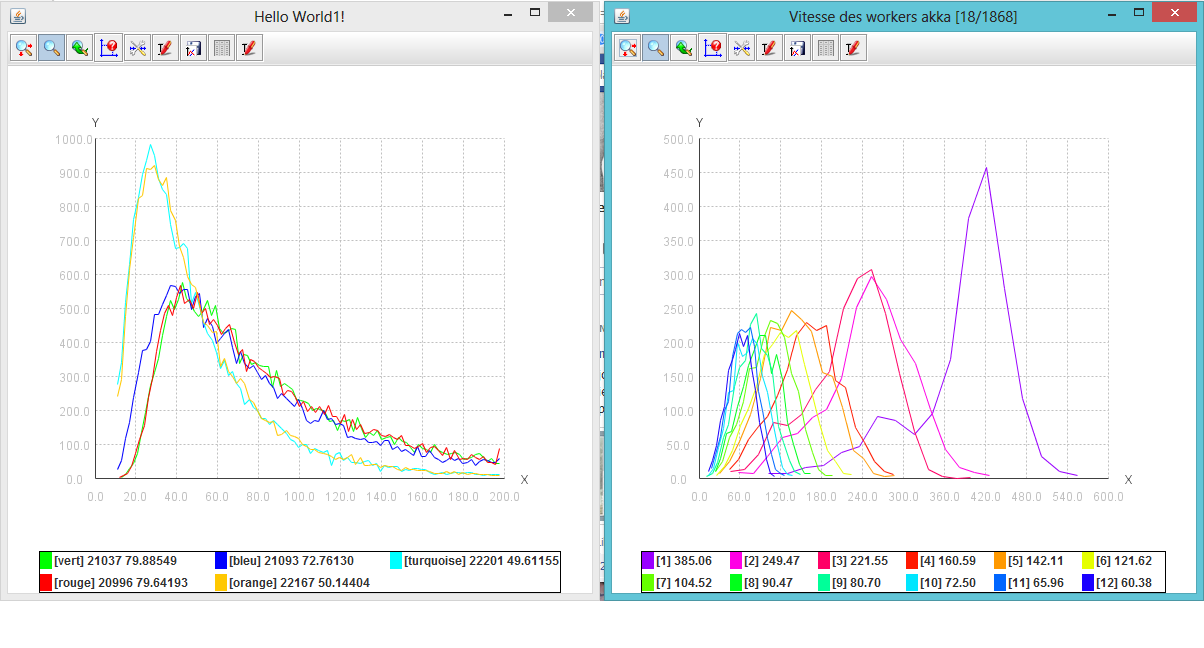 Hello World1!
Y
1000.0
900.0
800.0
700.0
600.0
500.0
400.0
300.0
200.0
100.0
0.0
0.0 20.0 40.0 60.0 80.0 100.0 120.0 140.0 160.0 180.0 200.0
X
[vert] 21037 79.88549 [bleu] 21093 72.76130 [turquoise] 22201 49.61155
[rouge] 20996 79.64193 [orange] 22167 50.14404
Vitesse des workers akka [18/1868]
Y
500.0
450.0
400.0
350.0
300.0
250.0
200.0
150.0
100.0
50.0
0.0
0.0 60.0 120.0 180.0 240.0 300.0 360.0 420.0 480.0 540.0 600.0
X
[1] 385.06 [2] 249.47 [3] 221.55 [4] 160.59 [5] 142.11 [6] 121.62
[7] 104.52 [8] 90.47 [9] 80.70 [10] 72.50 [11] 65.96 [12] 60.38